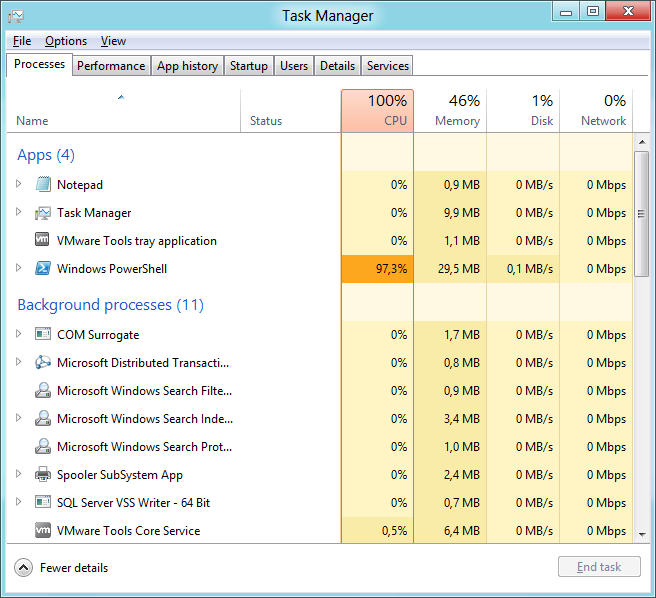 Task Manager
File Options View
Processes Performance App history Startup Users Details Services
100% 46% 1% 0%
Name Status CPU Memory Disk Network
Apps (4)
Notepad 0% 0,9 MB 0 MB/s 0 Mbps
Task Manager 0% 9,9 MB 0 MB/s 0 Mbps
vm VMware Tools tray application 0% 1,1 MB 0 MB/s 0 Mbps
Windows PowerShell 97,3% 29,5 MB 0,1 MB/s 0 Mbps
Background processes (11)
COM Surrogate 0% 1,7 MB 0 MB/s 0 Mbps
Microsoft Distributed Transacti... 0% 0,8 MB 0 MB/s 0 Mbps
Microsoft Windows Search Filte... 0% 0,9 MB 0 MB/s 0 Mbps
Microsoft Windows Search Inde... 0% 3,4 MB 0 MB/s 0 Mbps
Microsoft Windows Search Prot... 0% 1,0 MB 0 MB/s 0 Mbps
Spooler SubSystem App 0% 2,4 MB 0 MB/s 0 Mbps
SQL Server VSS Writer - 64 Bit 0% 0,7 MB 0 MB/s 0 Mbps
vm VMware Tools Core Service 0,5% 6,4 MB 0 MB/s 0 Mbps
Fewer details End task